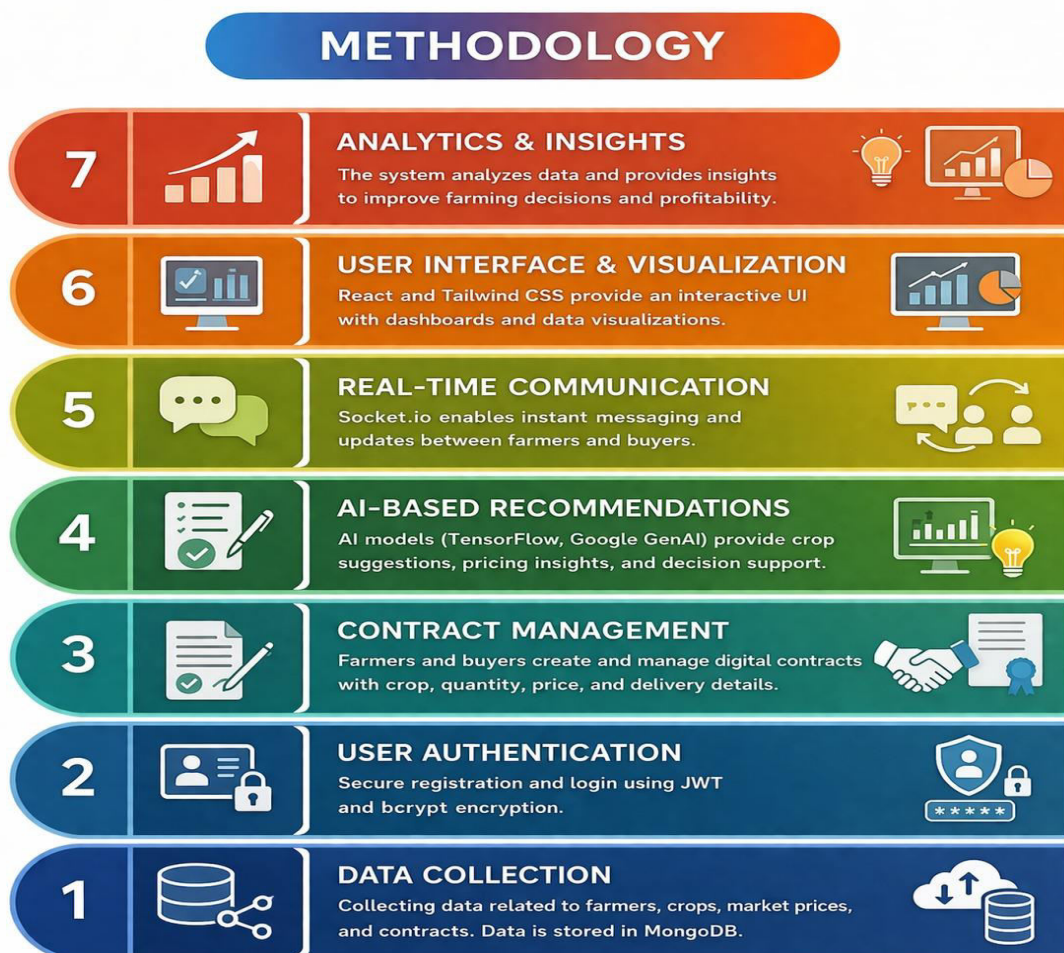 METHODOLOGY
7
ANALYTICS & INSIGHTS
The system analyzes data and provides insights
to improve farming decisions and profitability.
6
USER INTERFACE & VISUALIZATION
React and Tailwind CSS provide an interactive UI
with dashboards and data visualizations.
5
REAL-TIME COMMUNICATION
Socket.io enables instant messaging and
updates between farmers and buyers.
4
AI-BASED RECOMMENDATIONS
AI models (TensorFlow, Google GenAI) provide crop
suggestions, pricing insights, and decision support.
3
CONTRACT MANAGEMENT
Farmers and buyers create and manage digital contracts
with crop, quantity, price, and delivery details.
2
USER AUTHENTICATION
Secure registration and login using JWT
and bcrypt encryption.
*****
1
DATA COLLECTION
Collecting data related to farmers, crops, market prices,
and contracts. Data is stored in MongoDB.